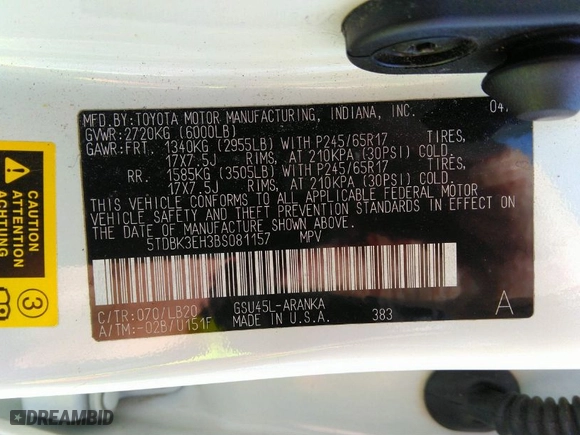 MFD. BY: TOYOTA MOTOR MANUFACTURING, INDIANA, INC. 04
GVWR: 2720KG (6000LB)
GAWR: FRT. 1340KG (2955LB) WITH P245/65R17 TIRES,
17X7.5J RIMS, AT 210KPA (30PSI) COLD.
RR. 1585KG (3505LB) WITH P245/65R17 TIRES,
17X7.5J RIMS, AT 210KPA (30PSI) COLD.
THIS VEHICLE CONFORMS TO ALL APPLICABLE FEDERAL MOTOR
VEHICLE SAFETY AND THEFT PREVENTION STANDARDS IN EFFECT ON
THE DATE OF MANUFACTURE SHOWN ABOVE.
5TDBK3EH3BS081157 MPV
C/TR: 070/LB20 GSU45L-ARANKA A
A/TM: -02B/U151F MADE IN U.S.A. 383
CAUTION
ATTENTION
ACHTUNG
3
DREAMBID